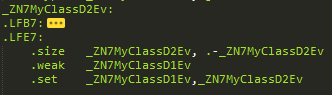 _ZN7MyClassD2Ev:
.LFB7:
.LFE7:
.size _ZN7MyClassD2Ev, .-_ZN7MyClassD2Ev
.weak _ZN7MyClassD1Ev
.set _ZN7MyClassD1Ev,_ZN7MyClassD2Ev